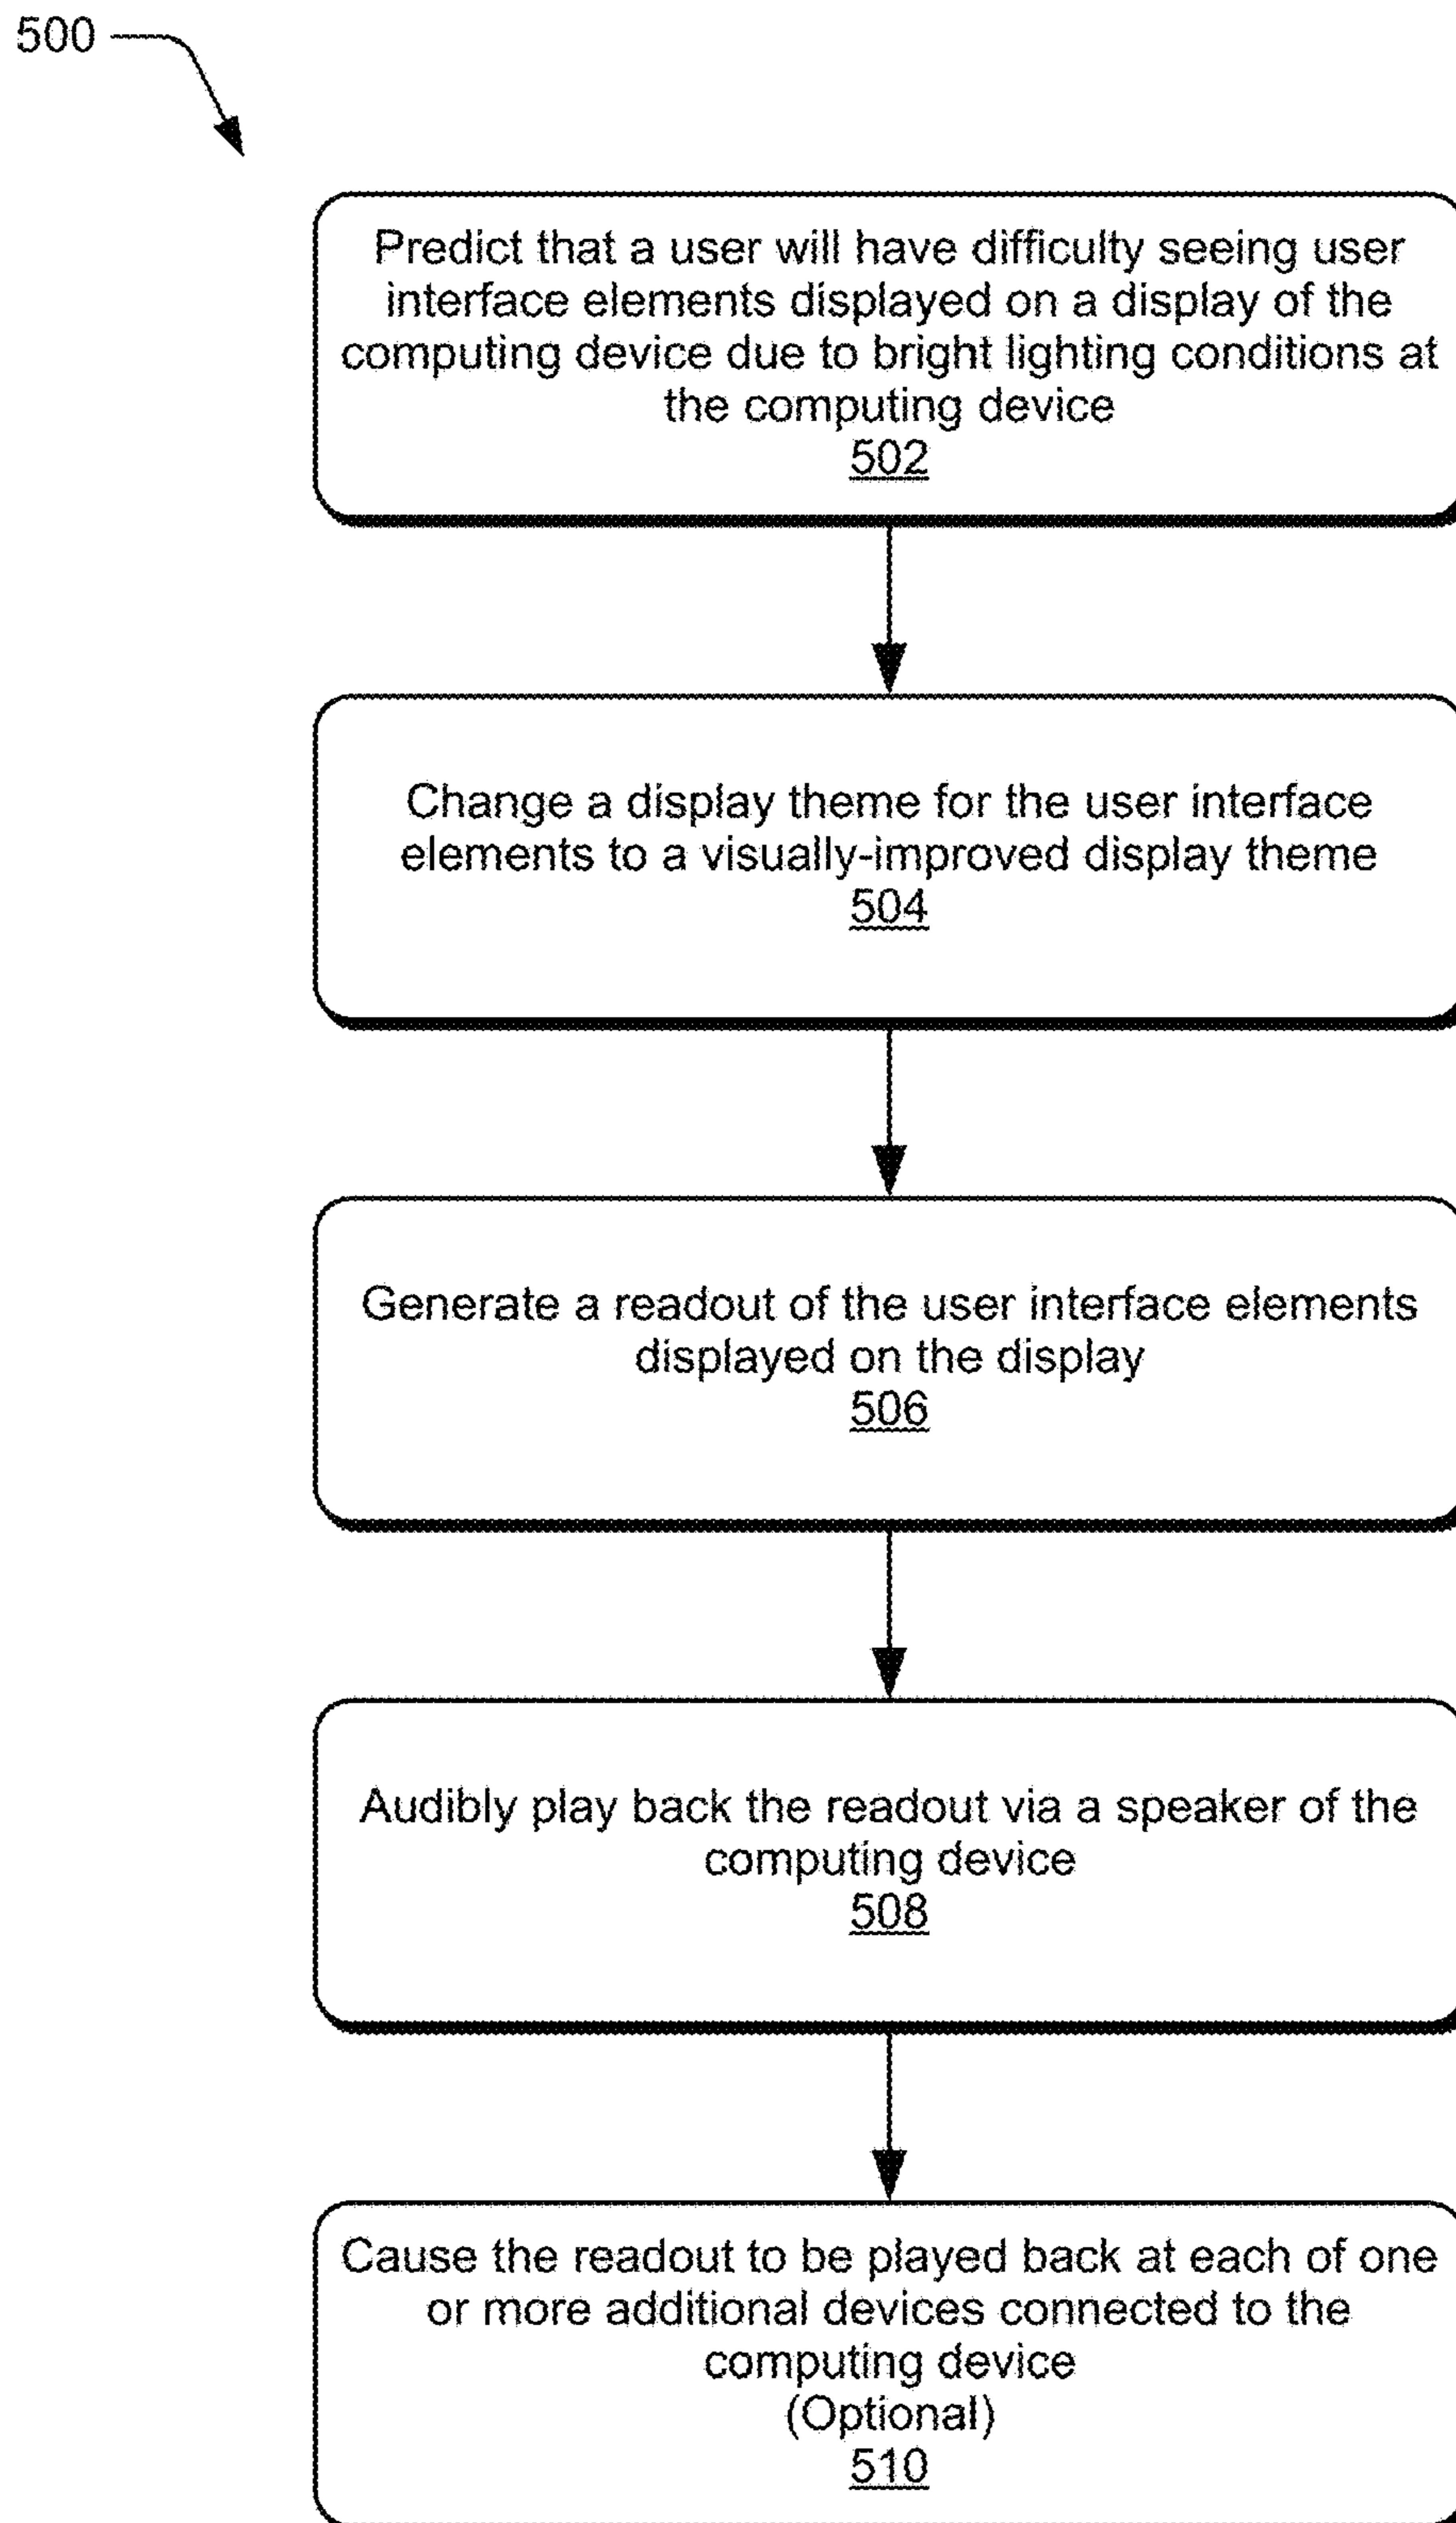 500
Predict that a user will have difficulty seeing user
interface elements displayed on a display of the
computing device due to bright lighting conditions at
the computing device
502
Change a display theme for the user interface
elements to a visually-improved display theme
504
Generate a readout of the user interface elements
displayed on the display
506
Audibly play back the readout via a speaker of the
computing device
508
Cause the readout to be played back at each of one
or more additional devices connected to the
computing device
(Optional)
510